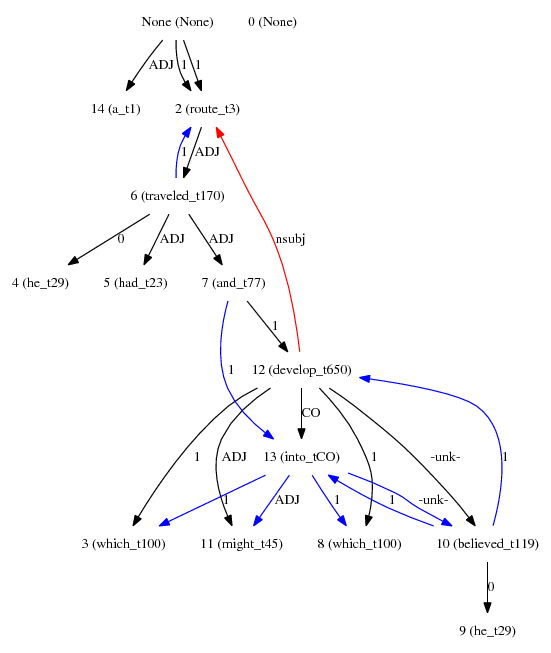 None (None) 0 (None)
ADJ 1 1
14 (a_t1) 2 (route_t3)
1 ADJ
6 (traveled_t170)
0 ADJ ADJ nsubj
4 (he_t29) 5 (had_t23) 7 (and_t77)
1
1 12 (develop_t650)
CO
13 (into_tCO)
1 ADJ 1 -unk- 1
1 ADJ 1 1 -unk-
3 (which_t100) 11 (might_t45) 8 (which_t100) 10 (believed_t119)
0
9 (he_t29)